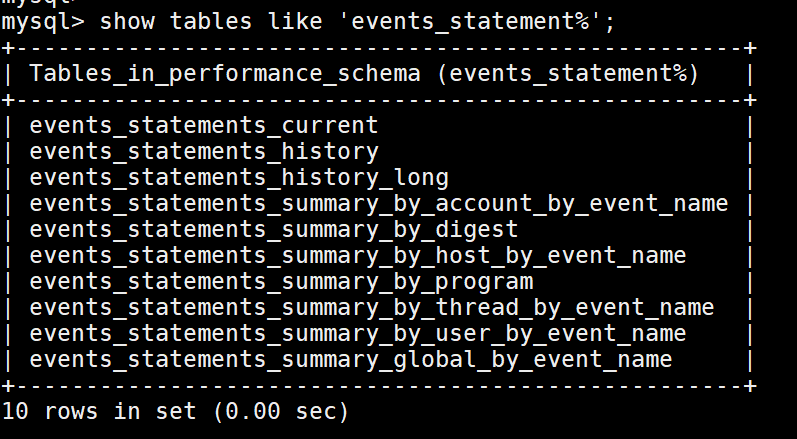 mysql>
mysql> show tables like 'events_statement%';
+----------------------------------------------------+
| Tables_in_performance_schema (events_statement%)   |
+----------------------------------------------------+
| events_statements_current                          |
| events_statements_history                          |
| events_statements_history_long                     |
| events_statements_summary_by_account_by_event_name |
| events_statements_summary_by_digest                |
| events_statements_summary_by_host_by_event_name    |
| events_statements_summary_by_program               |
| events_statements_summary_by_thread_by_event_name  |
| events_statements_summary_by_user_by_event_name    |
| events_statements_summary_global_by_event_name     |
+----------------------------------------------------+
10 rows in set (0.00 sec)